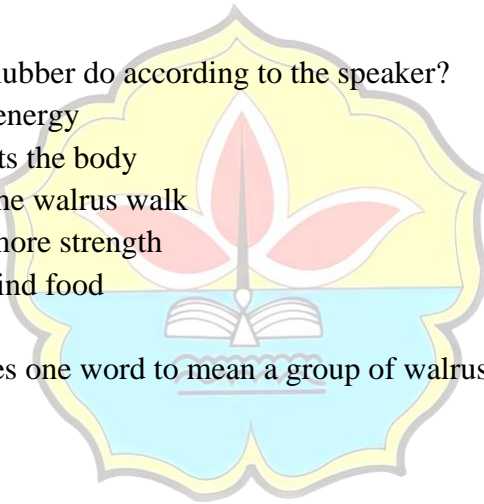 lubber do according to the speaker?
energy
ts the body
he walrus walk
more strength
ind food
es one word to mean a group of walrus